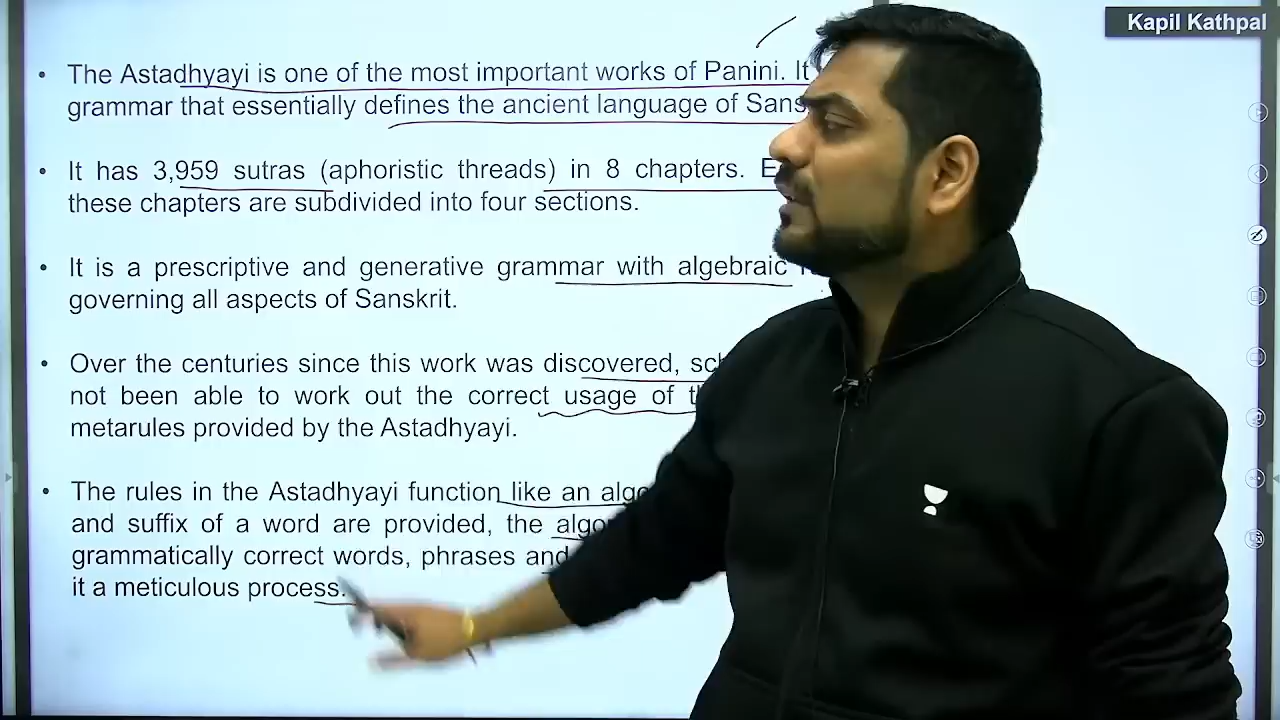 Kapil Kathpal
• The Astadhyayi is one of the most important works of Panini. It
grammar that essentially defines the ancient language of
• It has 3,959 sutras (aphoristic threads) in 8 chapters.
these chapters are subdivided into four sections.
• It is a prescriptive and generative grammar with algebraic
governing all aspects of Sanskrit.
• Over the centuries since this work was discovered,
not been able to work out the correct usage of
metarules provided by the Astadhyayi.
• The rules in the Astadhyayi function like an
and suffix of a word are provided, the
grammatically correct words, phrases and
it a meticulous process.